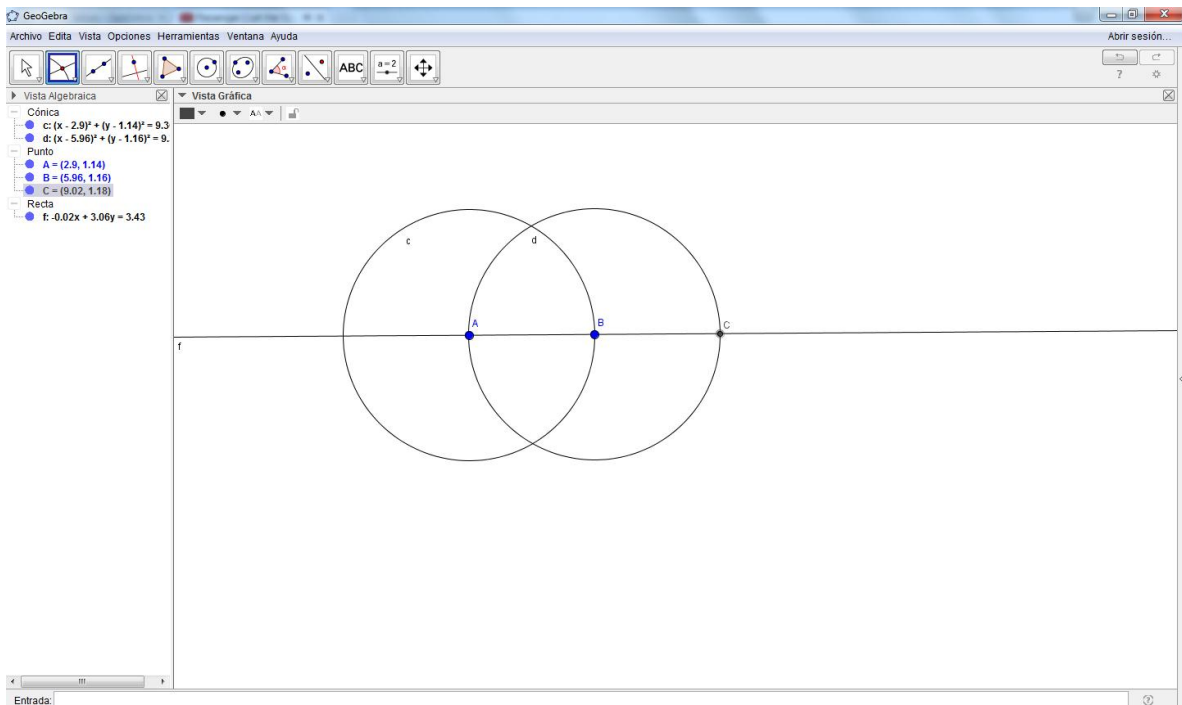 GeoGebra
Archivo Edita Vista Opciones Herramientas Ventana Ayuda
Abrir sesión...
ABC
a = 2
Vista Algebraica
Cónica
c: (x - 2.9)² + (y - 1.14)² = 9.3
d: (x - 5.96)² + (y - 1.16)² = 9.
Punto
A = (2.9, 1.14)
B = (5.96, 1.16)
C = (9.02, 1.18)
Recta
f: -0.02x + 3.06y = 3.43
Vista Gráfica
AA
c
d
A
B
C
f
Entrada: